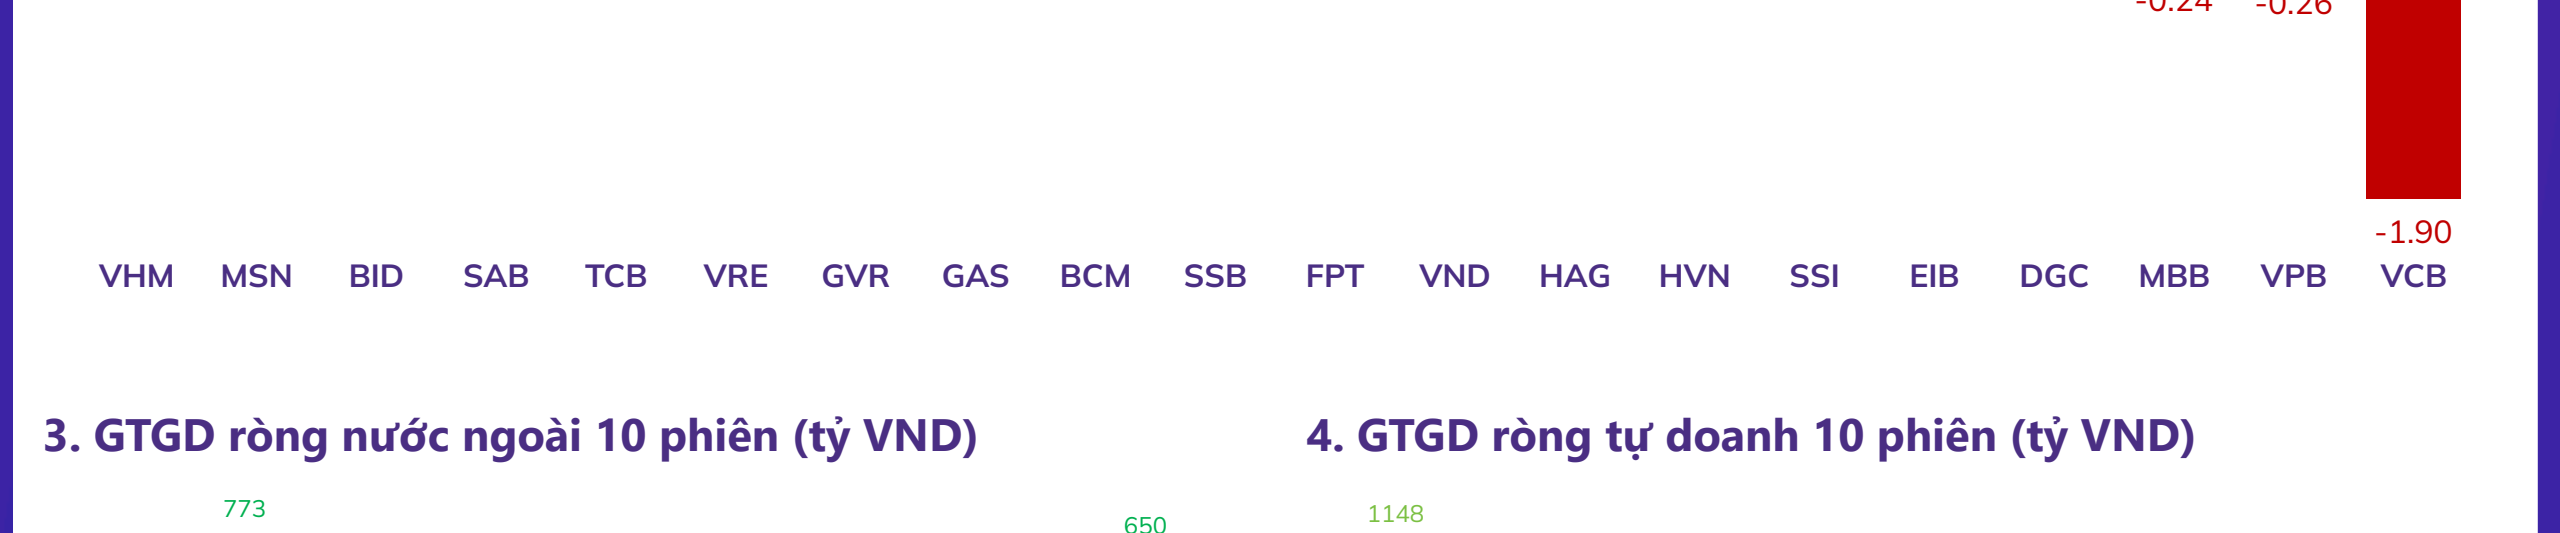 -0.24 -0.26
-1.90
VHM MSN BID SAB TCB VRE GVR GAS BCM SSB FPT VND HAG HVN SSI EIB DGC MBB VPB VCB
3. GTGD ròng nước ngoài 10 phiên (tỷ VND)
4. GTGD ròng tự doanh 10 phiên (tỷ VND)
773
650
1148